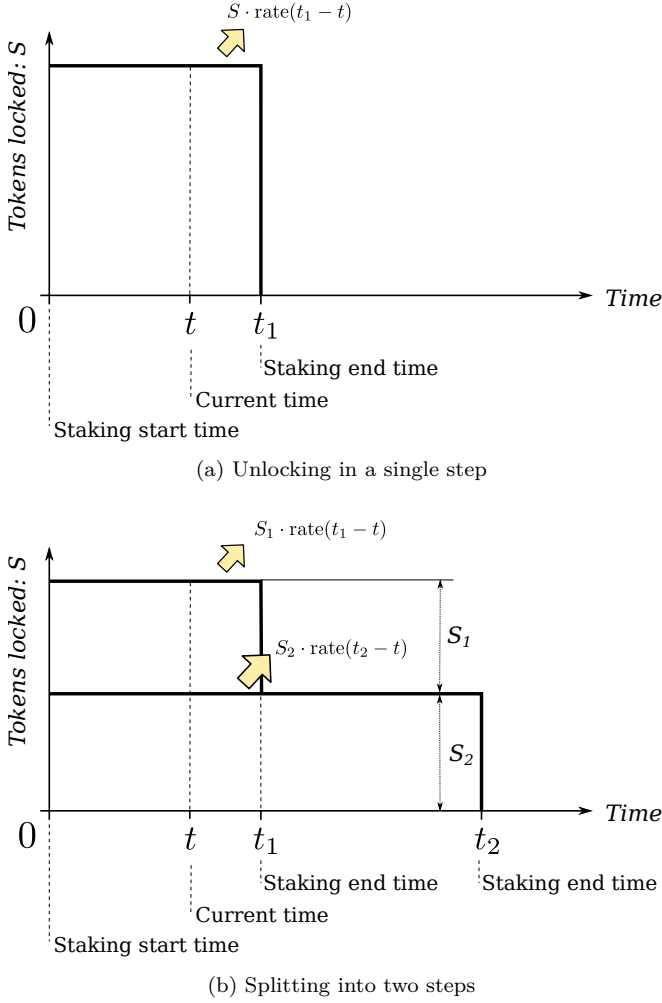 S · rate(t₁ − t)
Tokens locked: S
Time
0
t
t₁
Staking end time
Current time
Staking start time
(a) Unlocking in a single step
S₁ · rate(t₁ − t)
Tokens locked: S
S₁
S₂ · rate(t₂ − t)
S₂
Time
0
t
t₁
t₂
Staking end time
Staking end time
Current time
Staking start time
(b) Splitting into two steps